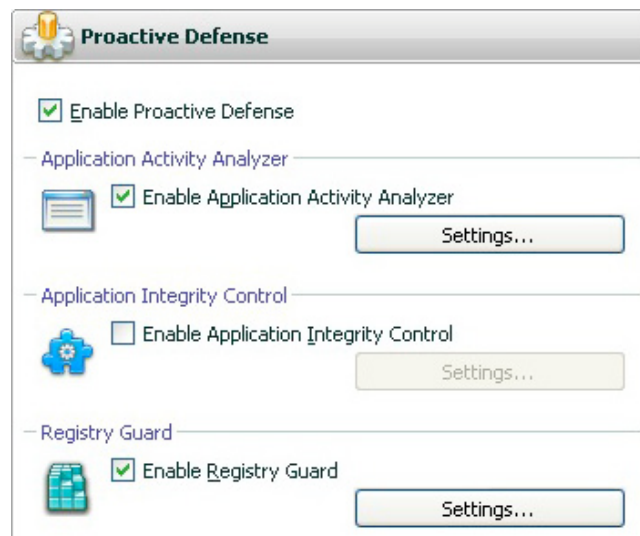 Proactive Defense
Enable Proactive Defense
Application Activity Analyzer
Enable Application Activity Analyzer
Settings...
Application Integrity Control
Enable Application Integrity Control
Settings...
Registry Guard
Enable Registry Guard
Settings...